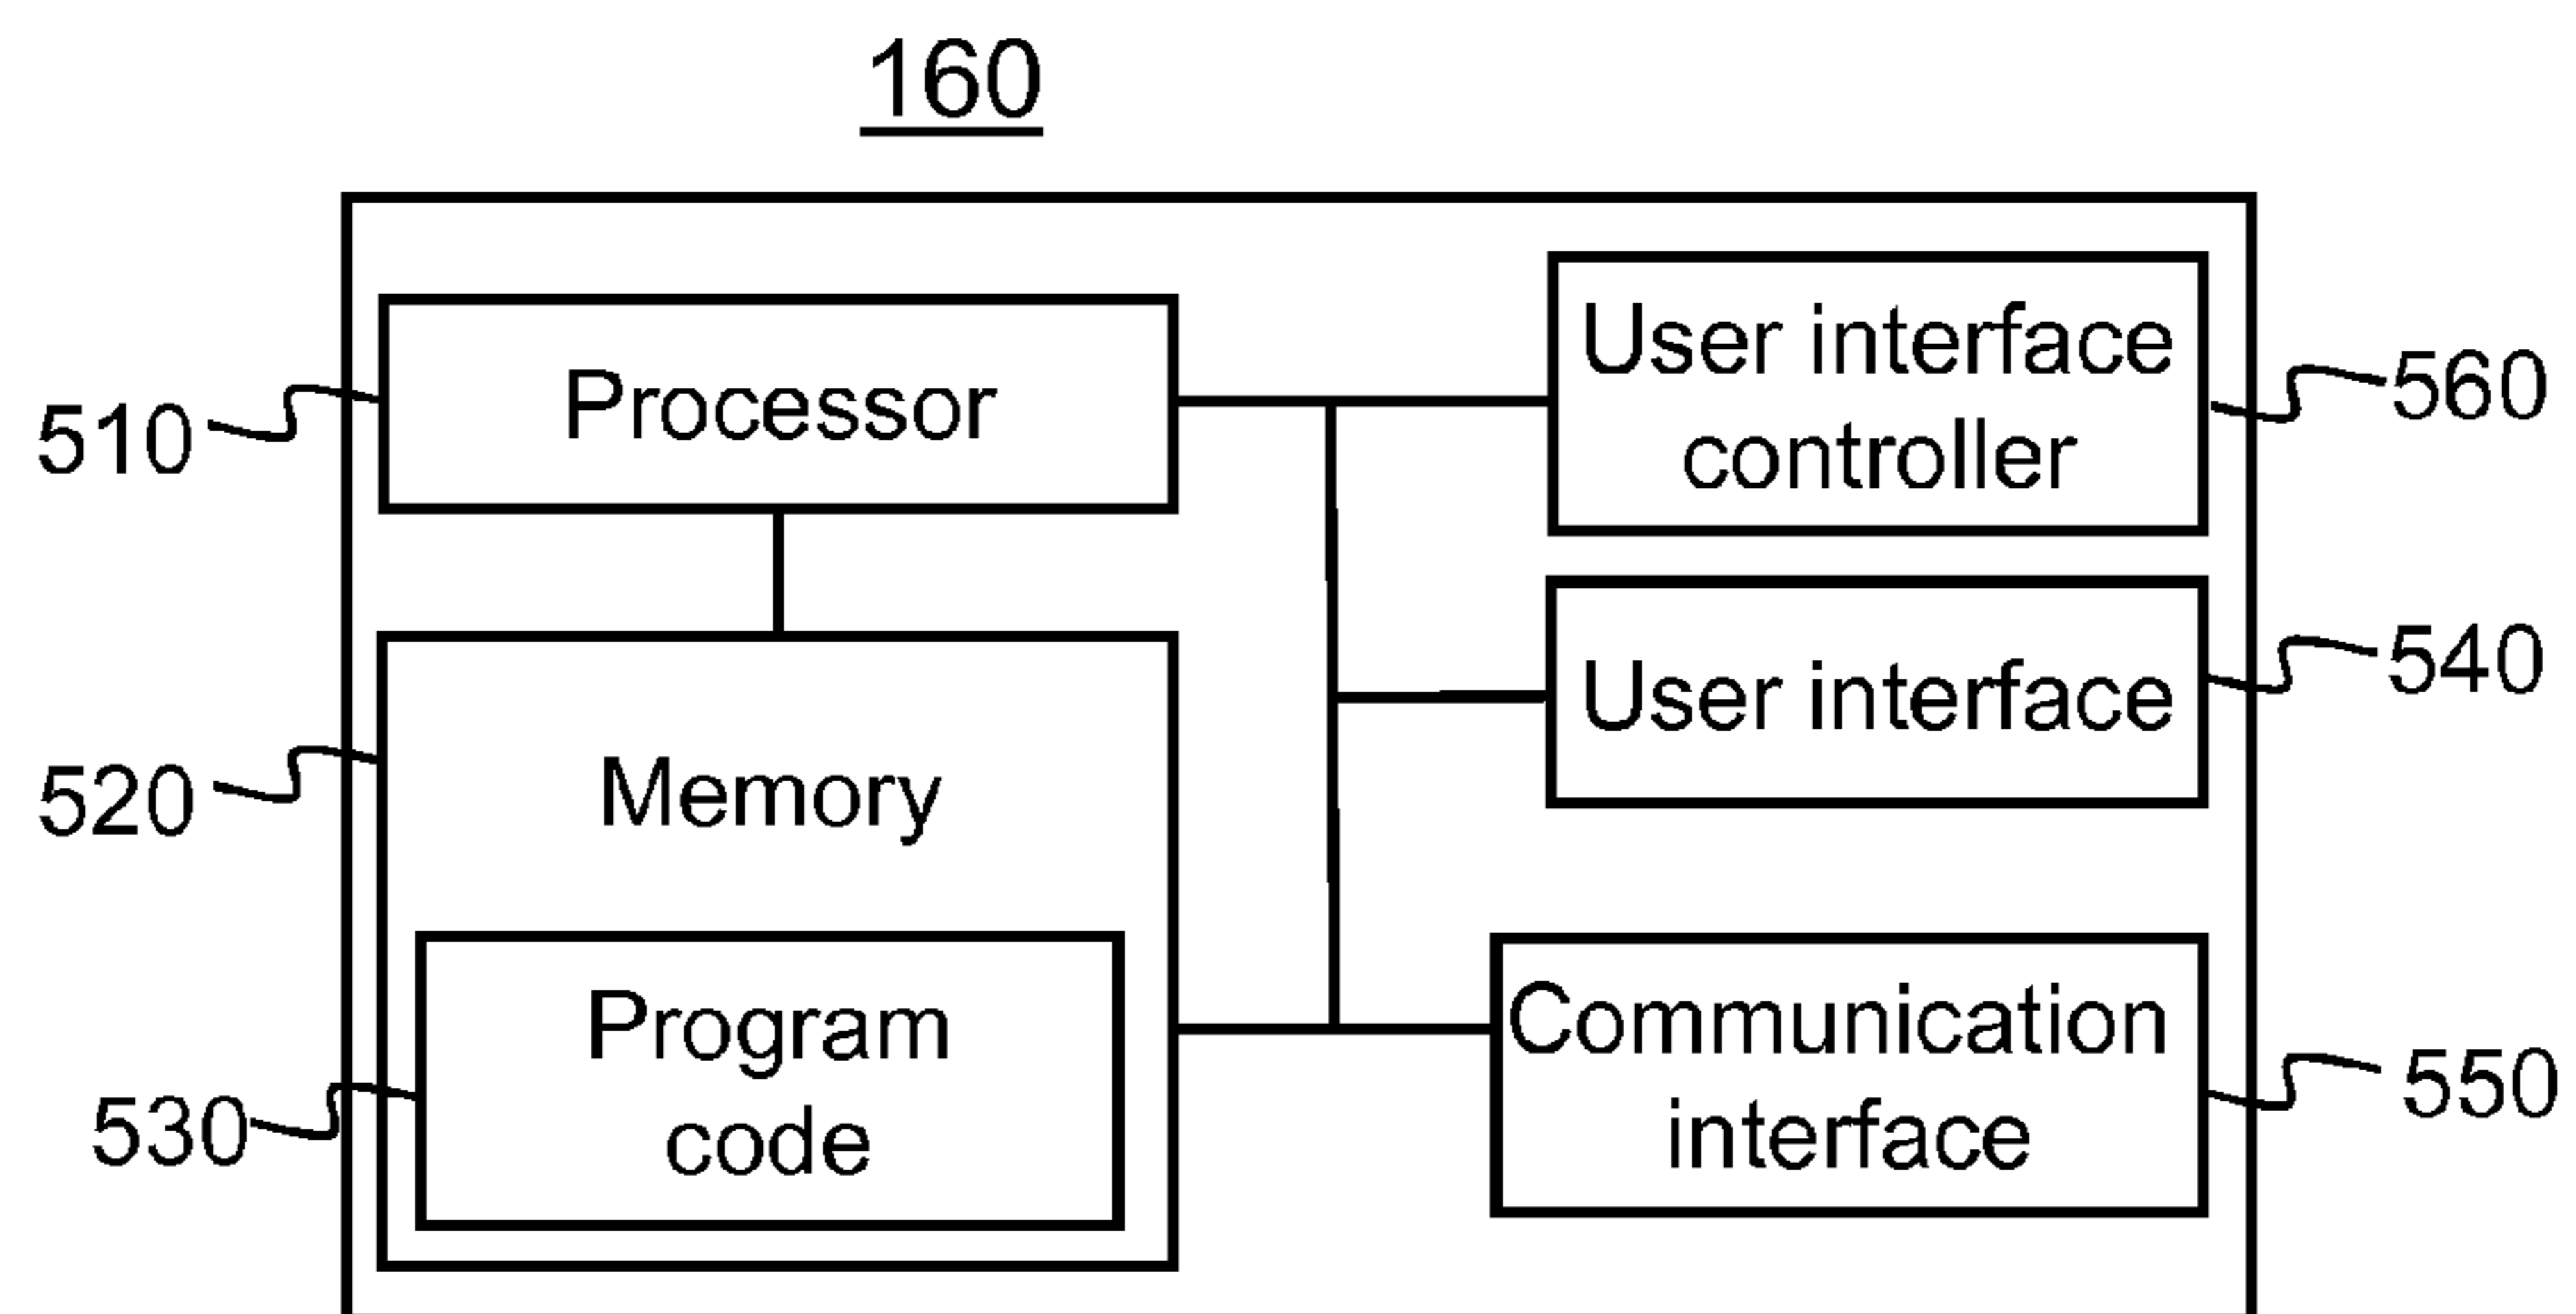 160
Processor
510
Memory
520
Program
code
530
User interface
controller
560
User interface
540
Communication
interface
550